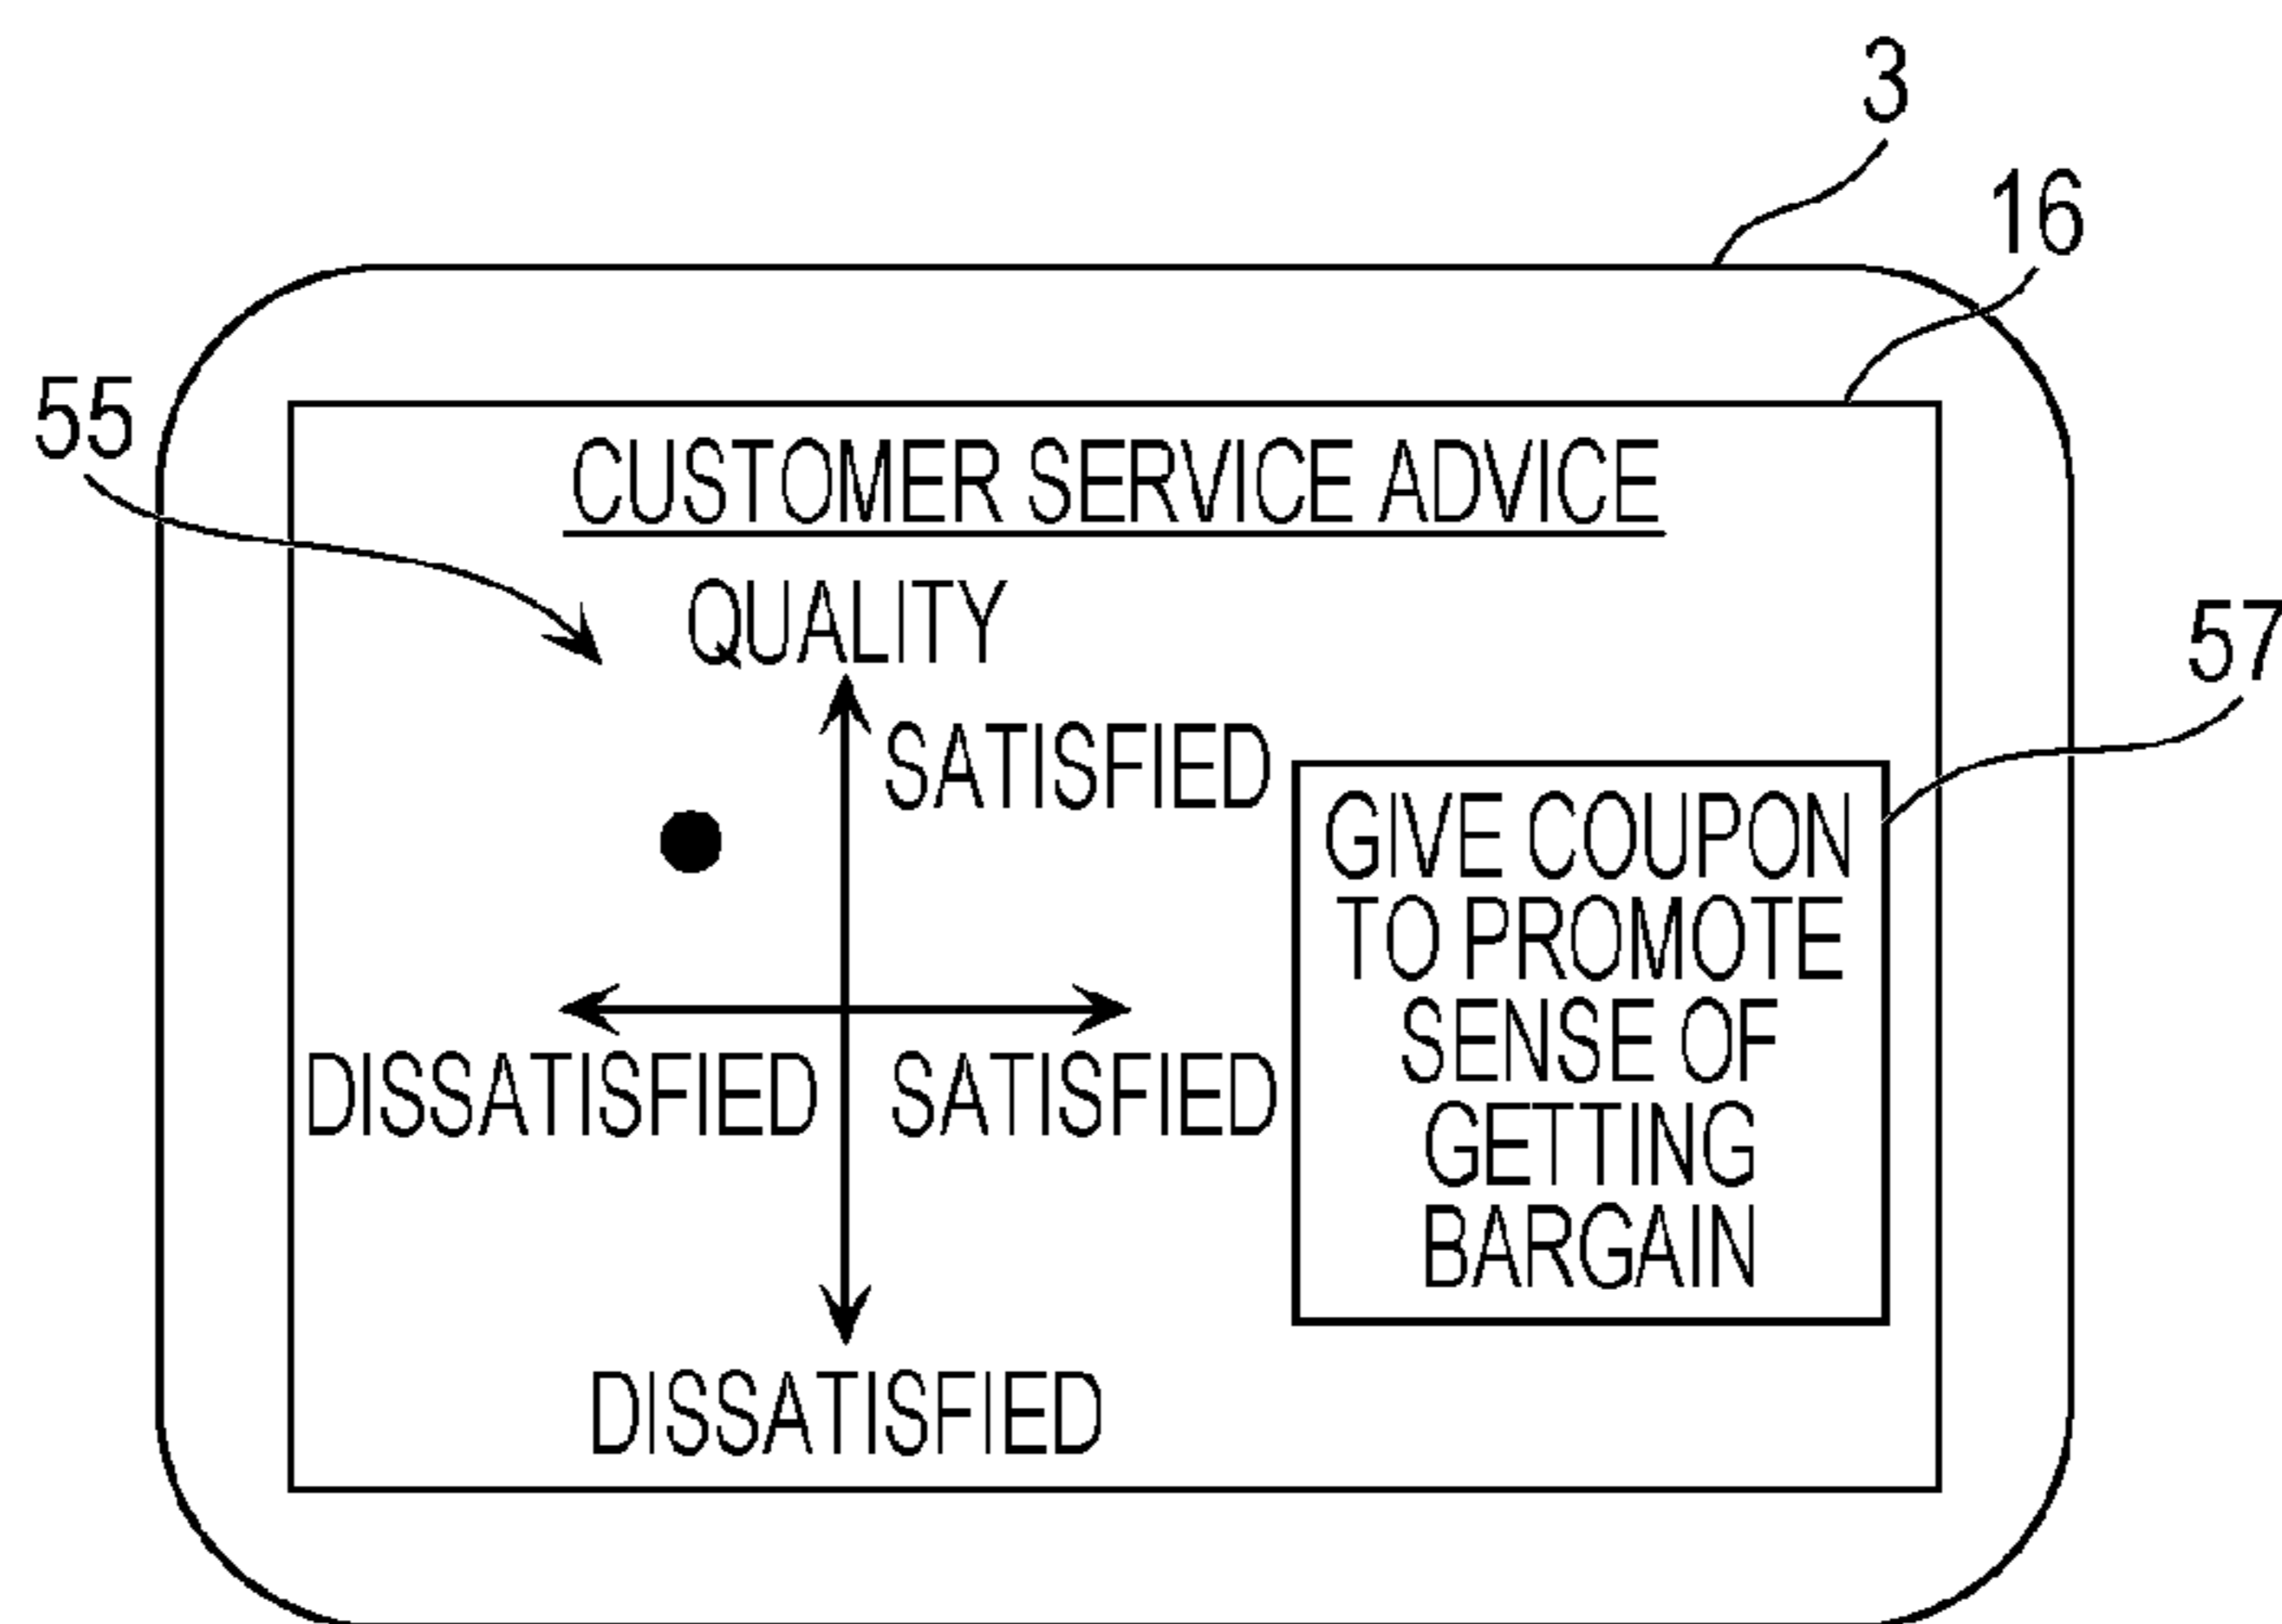 3
16
55
CUSTOMER SERVICE ADVICE
QUALITY
57
SATISFIED
GIVE COUPON
TO PROMOTE
SENSE OF
GETTING
BARGAIN
DISSATISFIED SATISFIED
DISSATISFIED